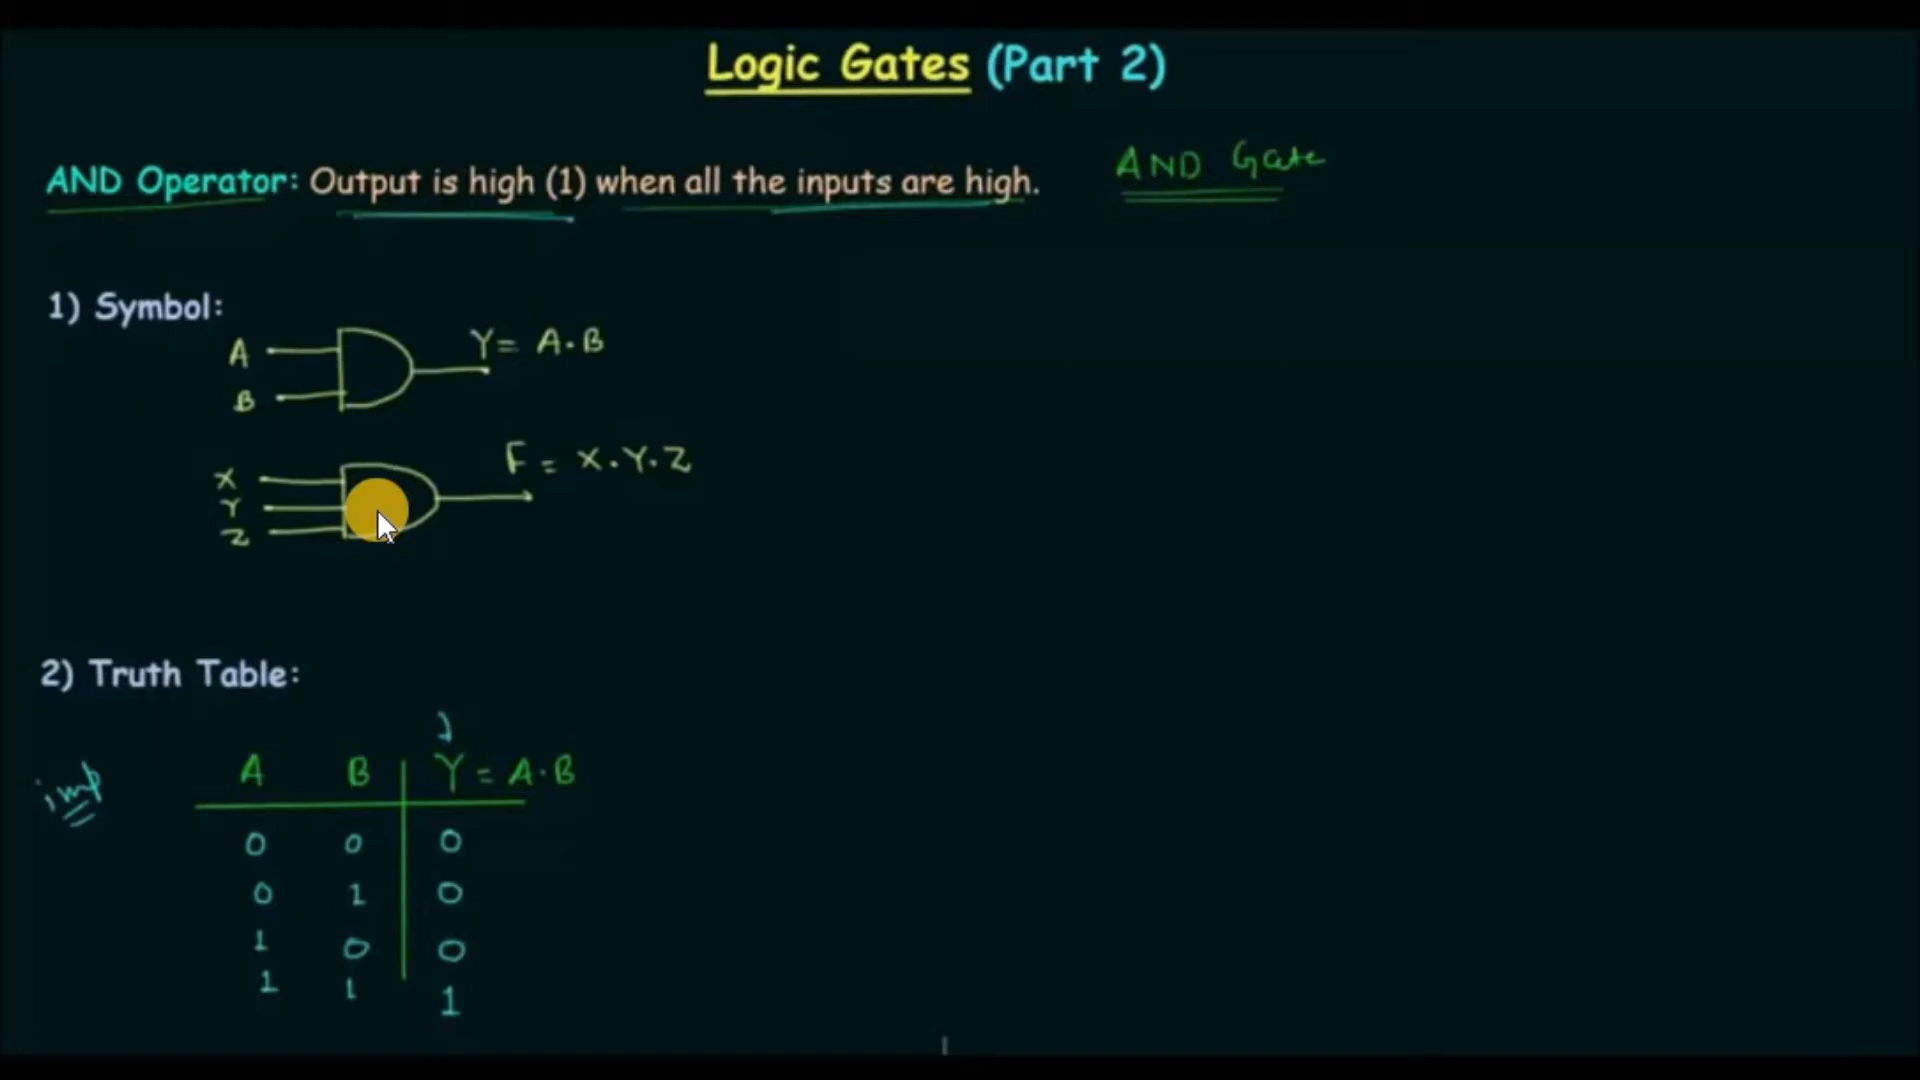 Logic Gates (Part 2)
AND Operator: Output is high (1) when all the inputs are high.
AND Gate
1) Symbol:
A
B
Y= A.B
X
Y
Z
F = X.Y.Z
2) Truth Table:
imp
A B Y = A.B
0 0 0
0 1 0
1 0 0
1 1 1